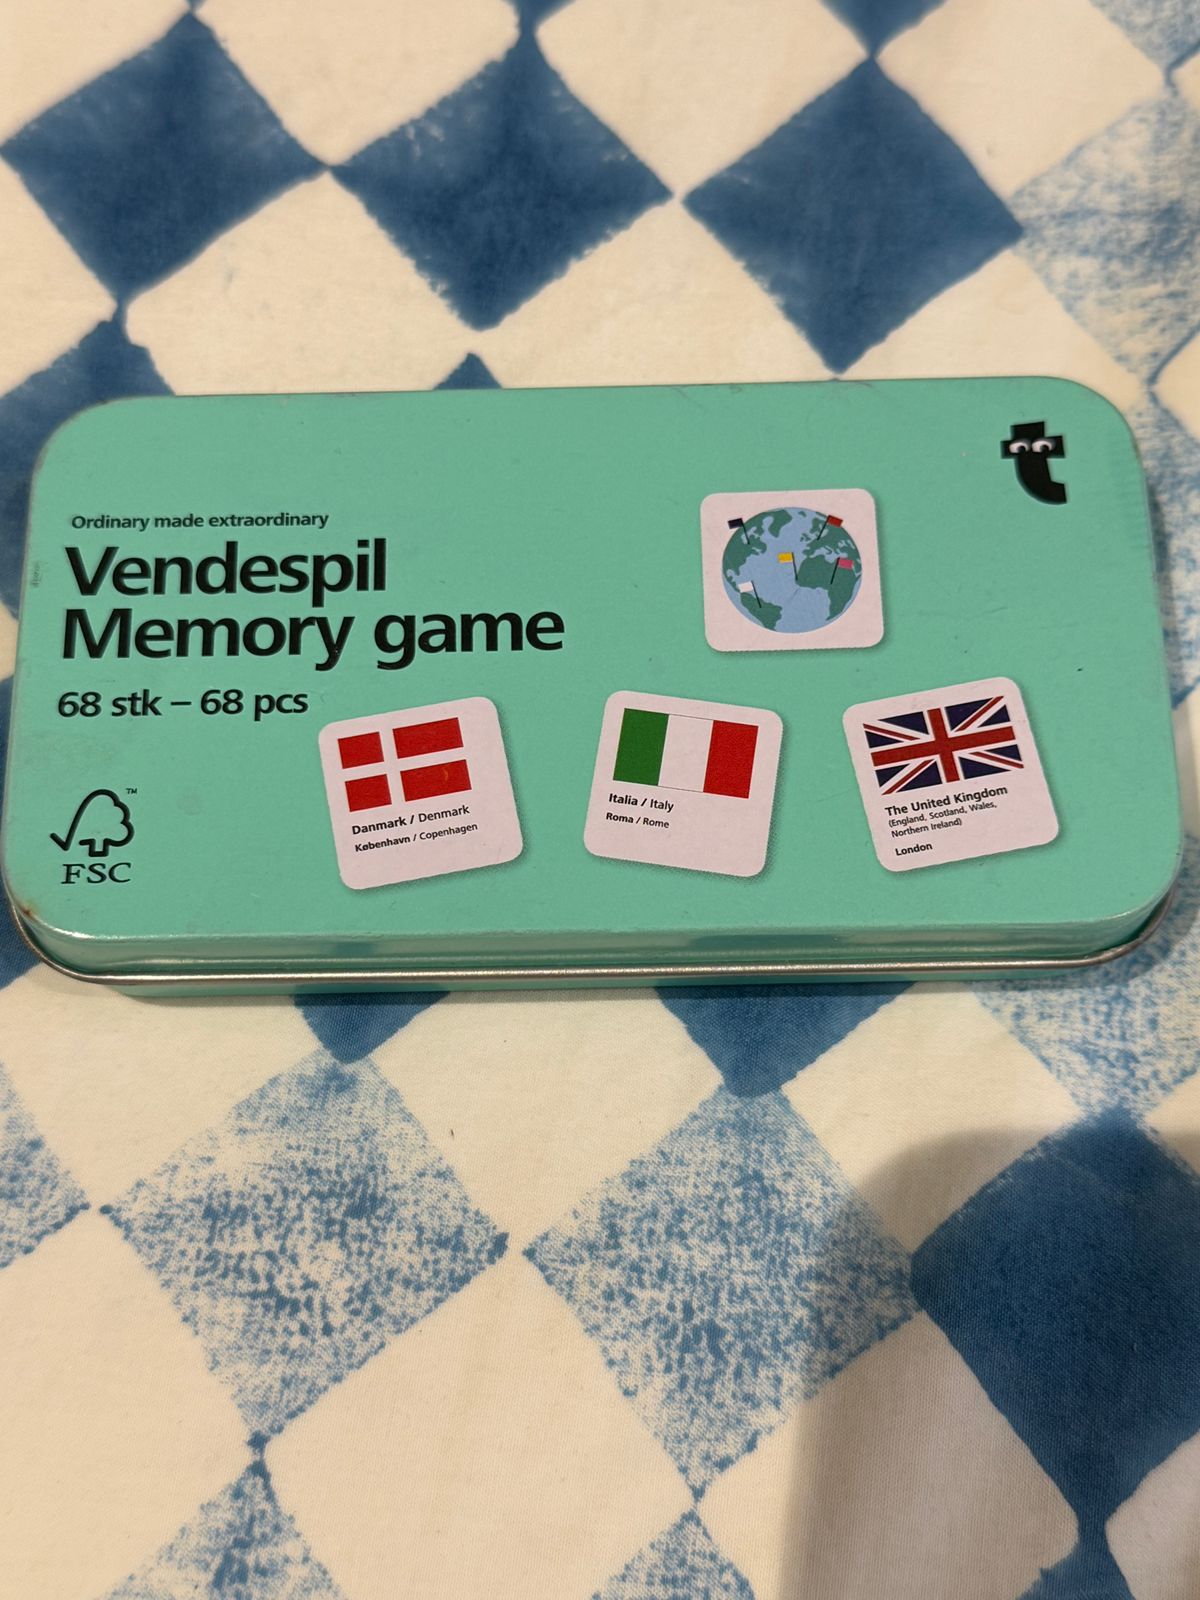 Ordinary made extraordinary
Vendespil
Memory game
68 stk – 68 pcs
FSC
™
t
Danmark / Denmark
København / Copenhagen
Italia / Italy
Roma / Rome
The United Kingdom
(England, Scotland, Wales,
Northern Ireland)
London